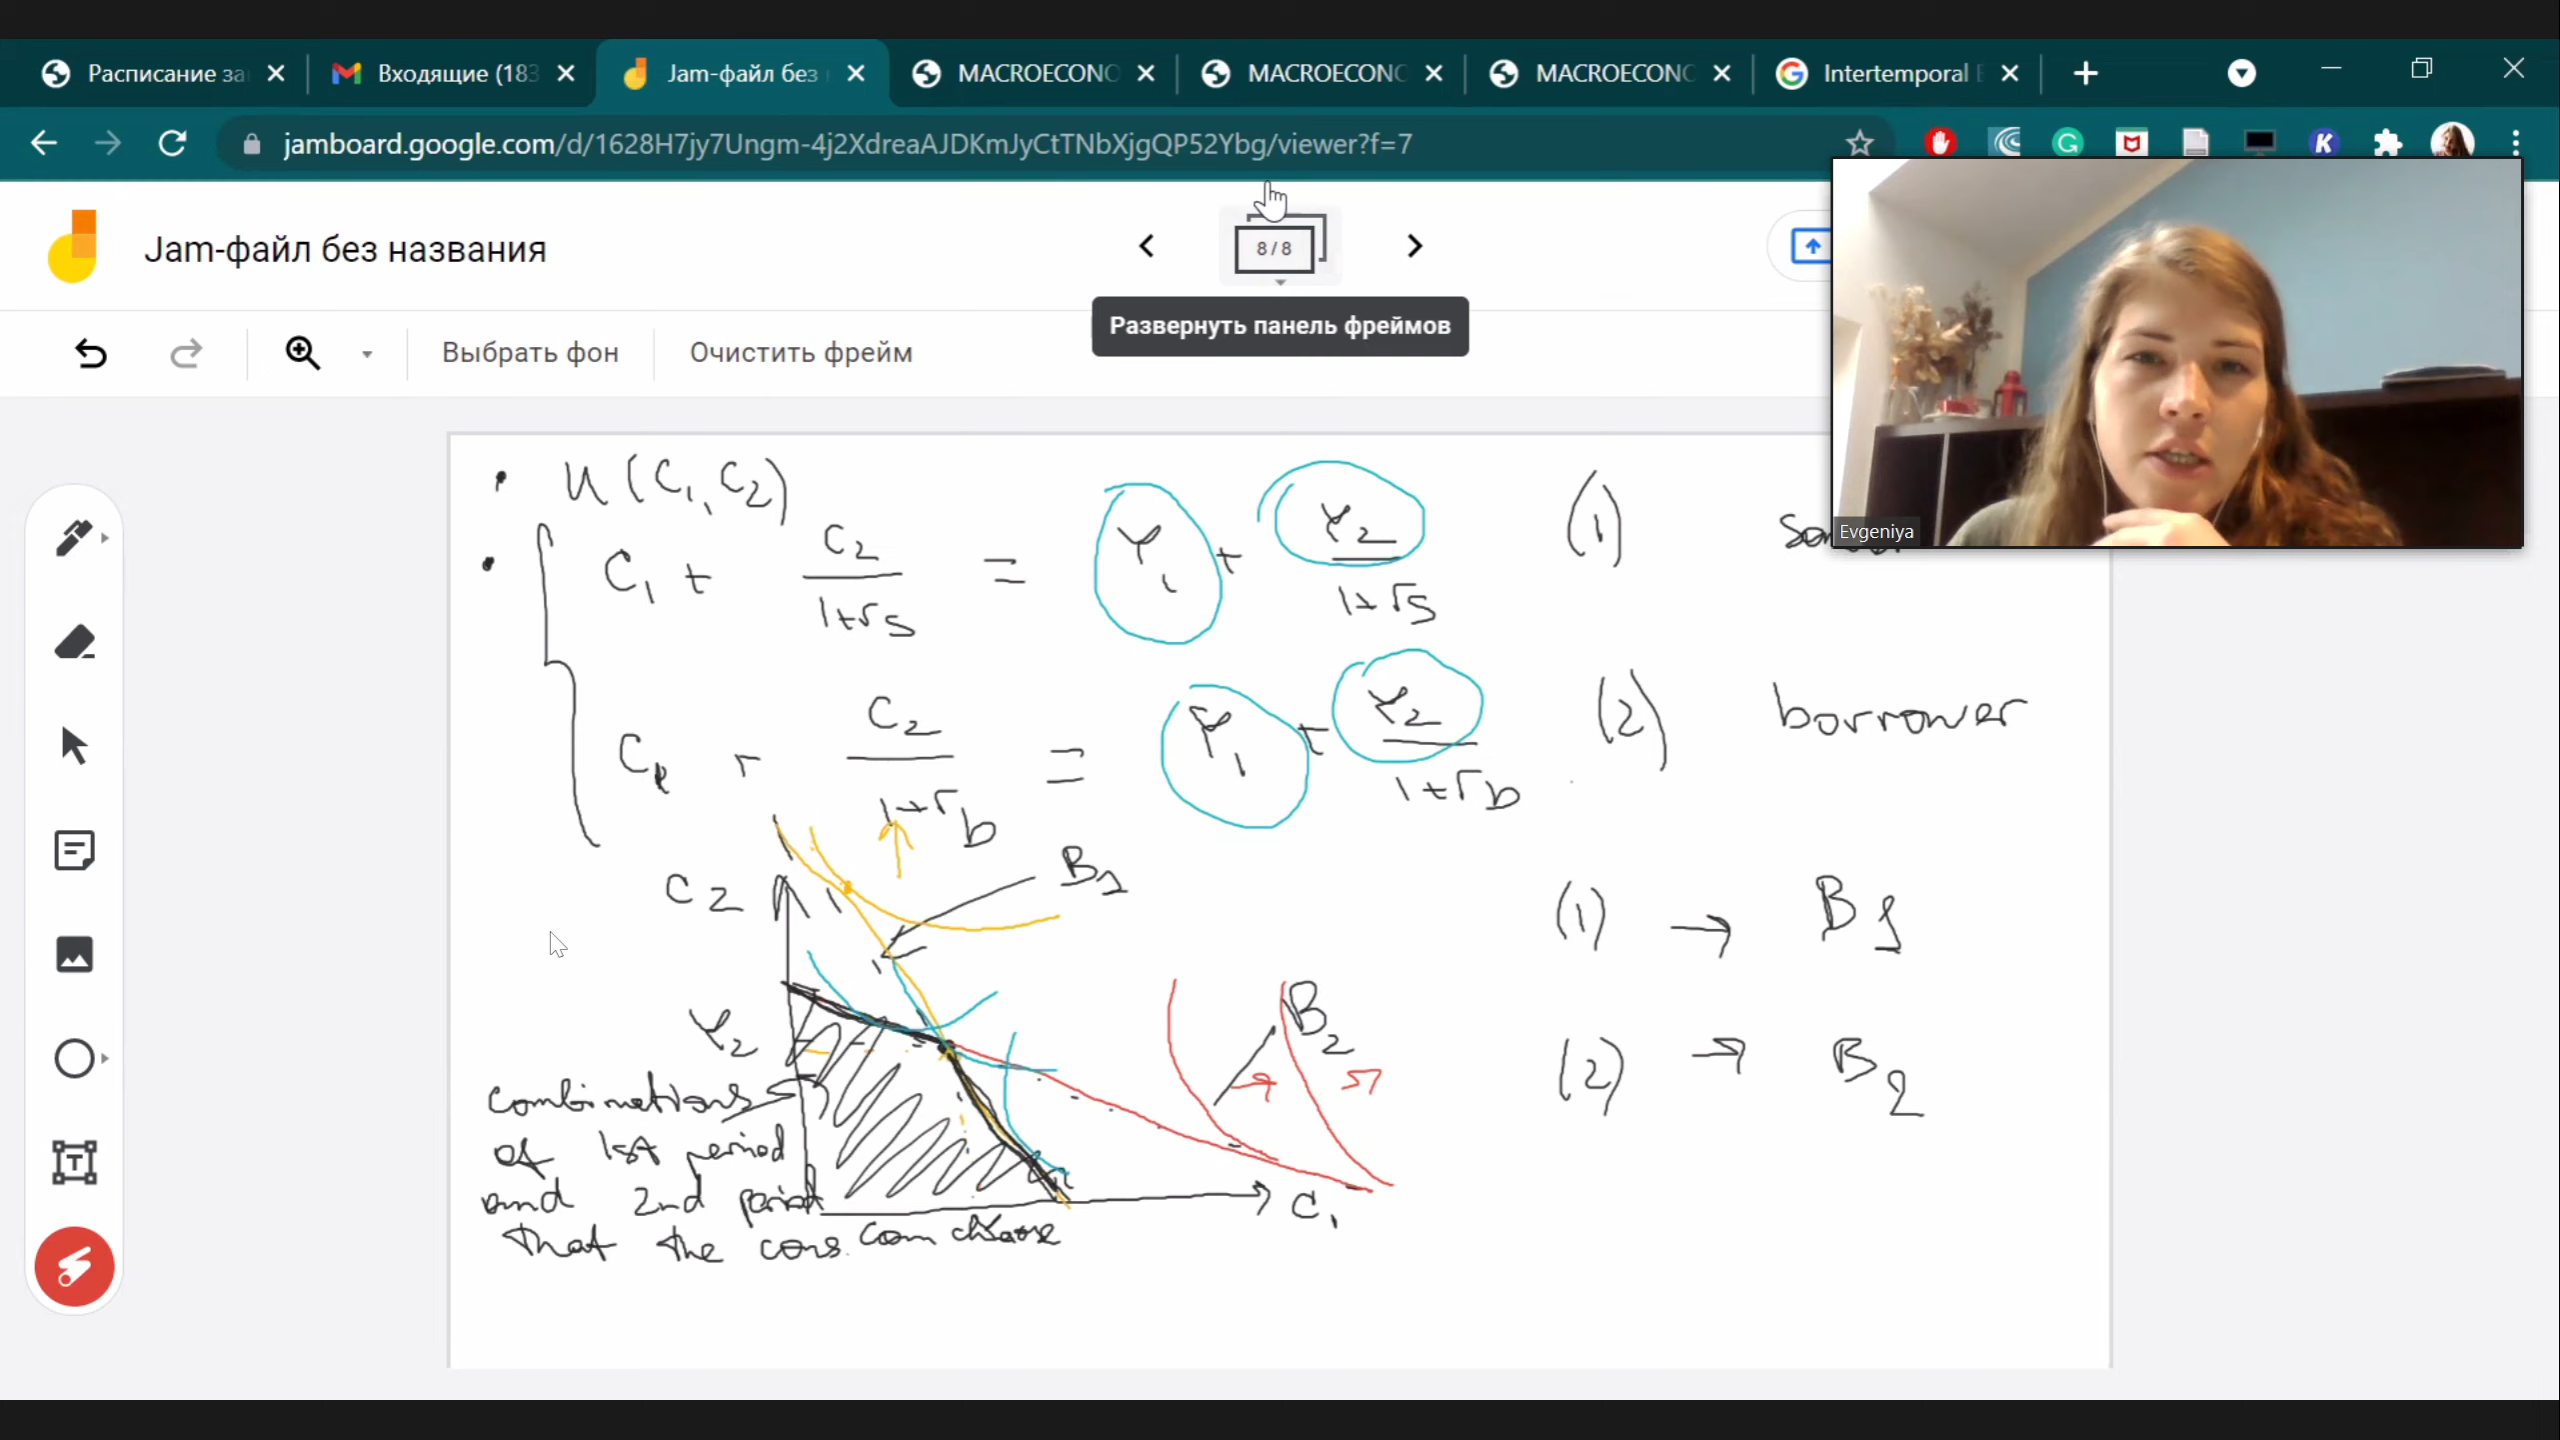 Расписание за
Входящие (183
Jam-файл без
MACROECONO
MACROECONO
MACROECONO
Intertemporal
jamboard.google.com/d/1628H7jy7Ungm-4j2XdreaAJDKmJyCtTNbXjgQP52Ybg/viewer?f=7
Jam-файл без названия
8 / 8
Развернуть панель фреймов
Выбрать фон
Очистить фрейм
Evgeniya
U (C1, C2)
C1 + C2 / 1+rs = Y1 + Y2 / 1+rs (1)
C1 + C2 / 1+rb = Y1 + Y2 / 1+rb (2) borrower
C2
B1
(1) → B1
Y2
B2
(2) → B2
combinations
of 1st period
and 2nd period
that the cons. can choose
C1